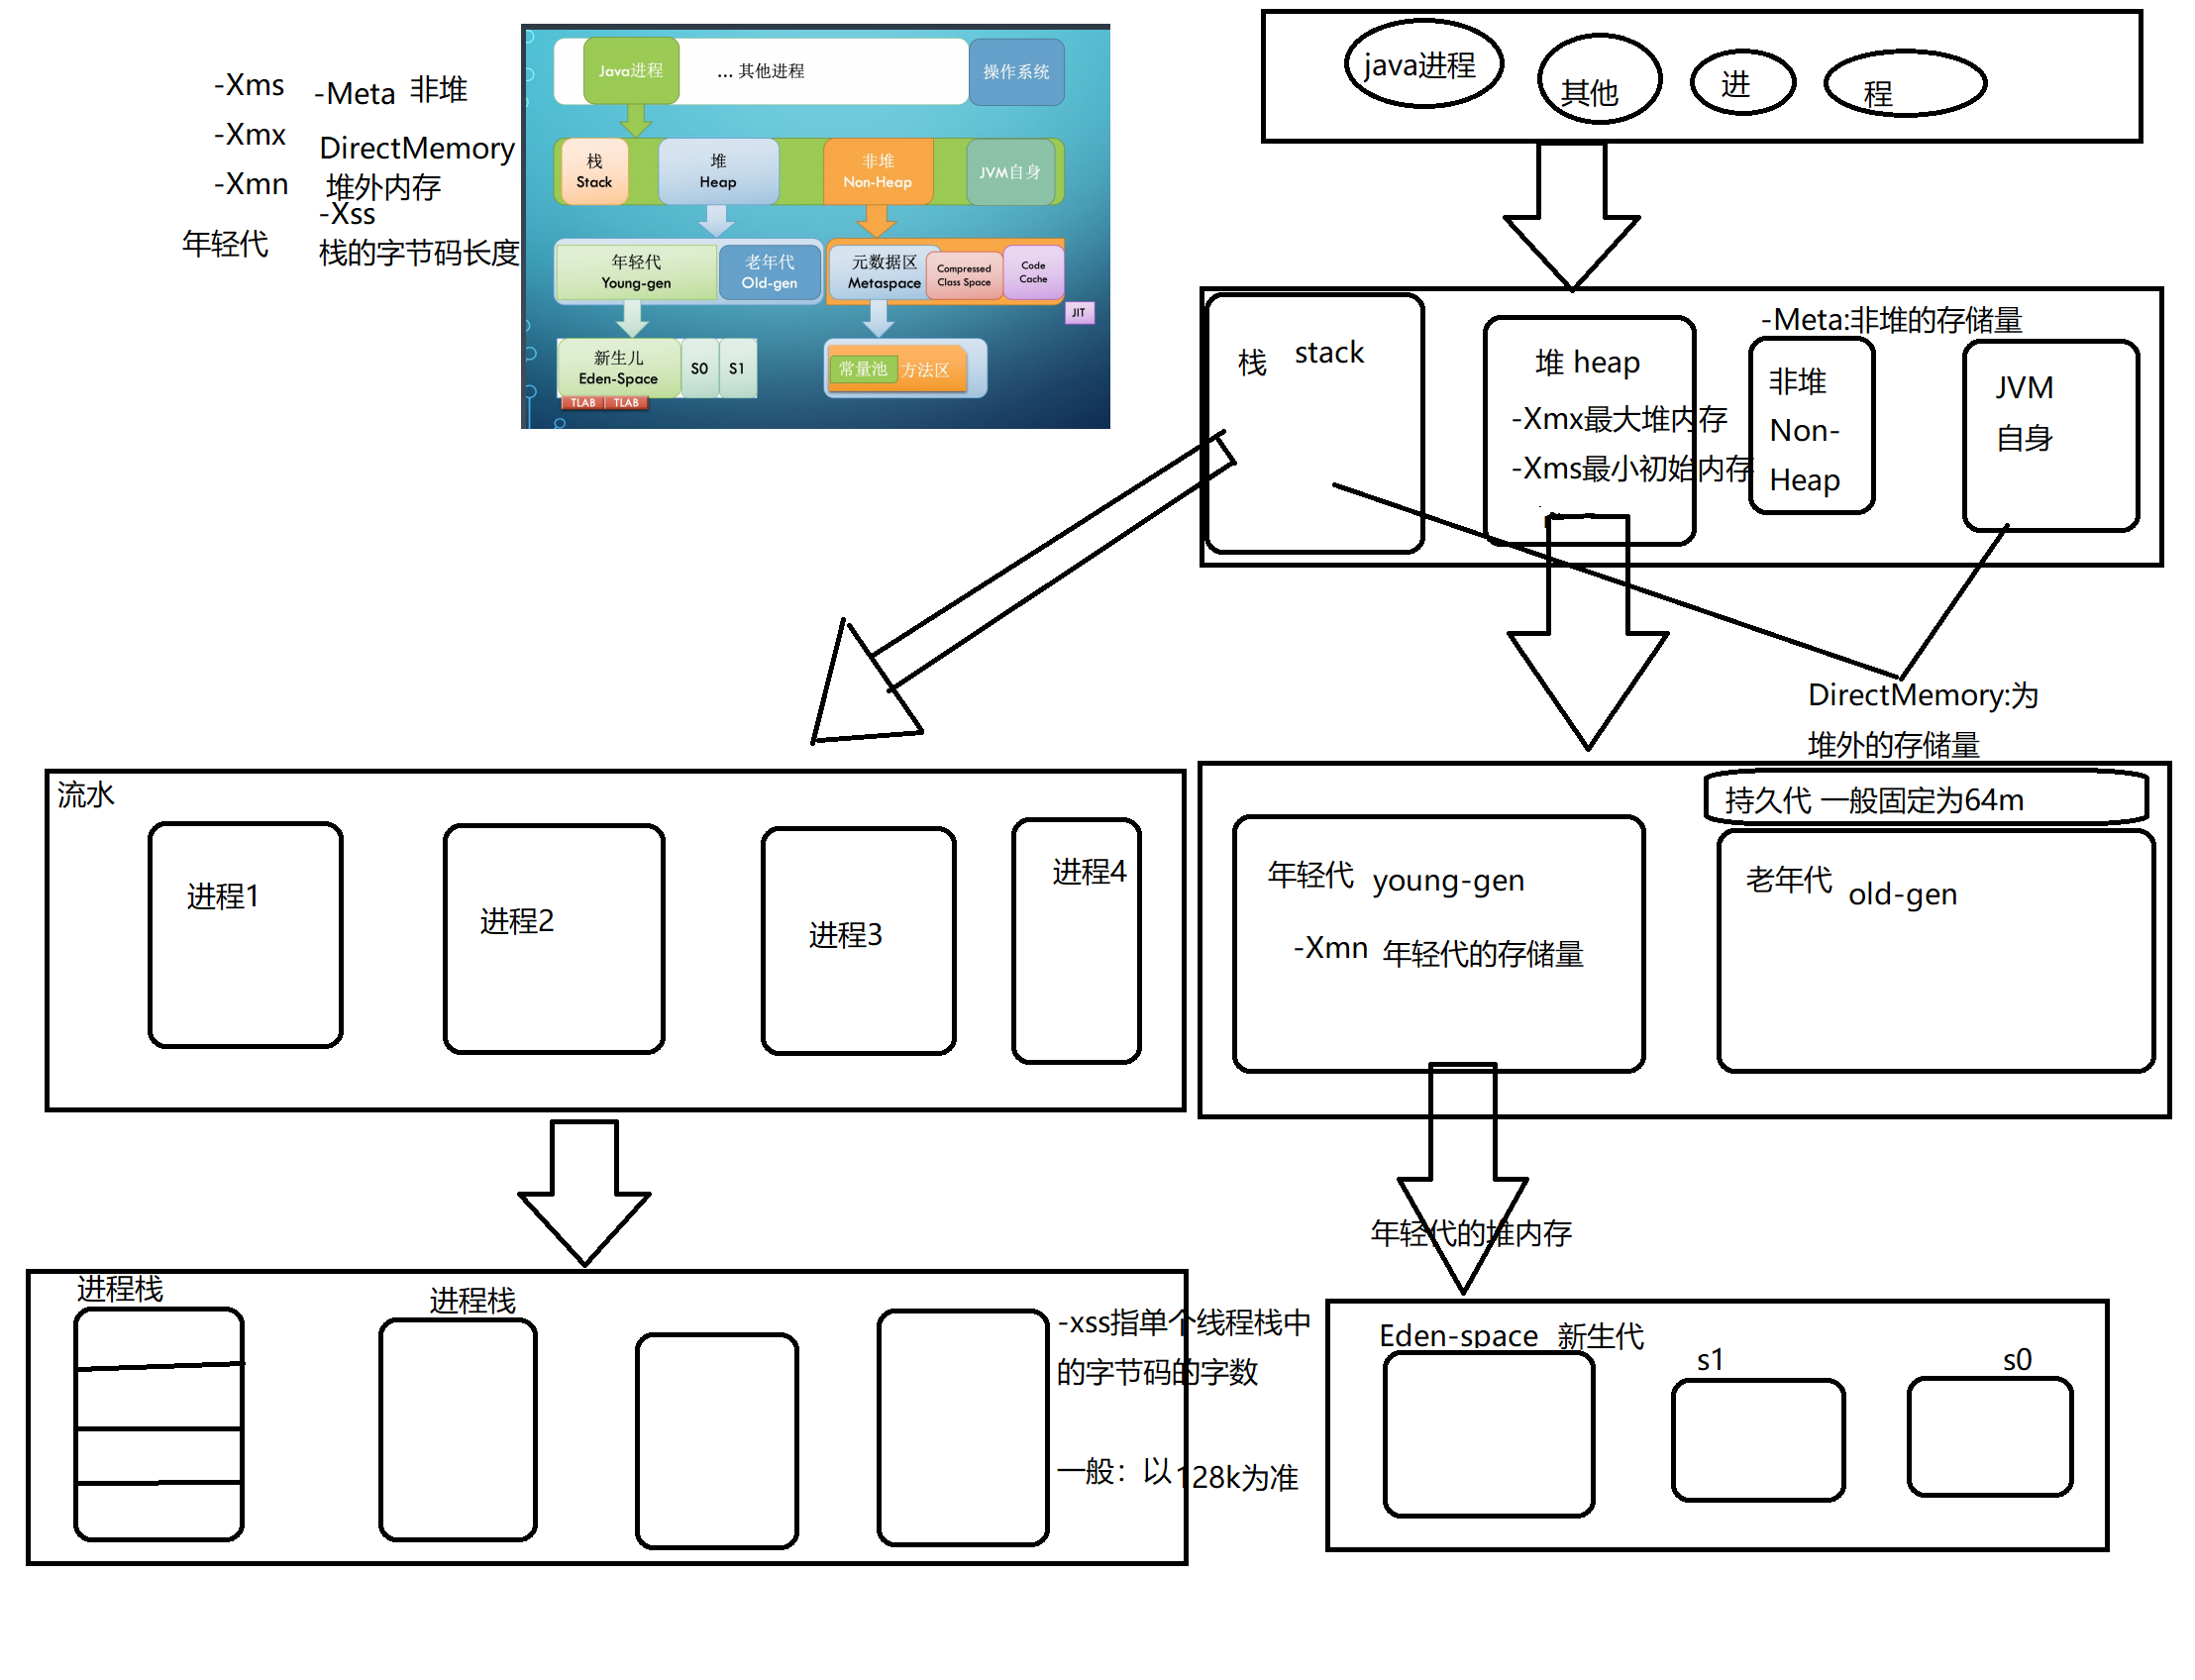 -Xms
-Meta 非堆
-Xmx
DirectMemory
-Xmn
堆外内存
-Xss
年轻代
栈的字节码长度
Java进程
... 其他进程
操作系统
栈
Stack
堆
Heap
非堆
Non-Heap
JVM自身
年轻代
Young-gen
老年代
Old-gen
元数据区
Metaspace
Compressed
Class Space
Code
Cache
JIT
新生儿
Eden-Space
S0
S1
常量池
方法区
TLAB
TLAB
java进程
其他
进
程
栈 stack
堆 heap
-Xmx最大堆内存
-Xms最小初始内存
-Meta:非堆的存储量
非堆
Non-
Heap
JVM
自身
DirectMemory:为
堆外的存储量
流水
进程1
进程2
进程3
进程4
持久代 一般固定为64m
年轻代 young-gen
-Xmn 年轻代的存储量
老年代 old-gen
年轻代的堆内存
进程栈
进程栈
-xss指单个线程栈中
的字节码的字数
一般：以128k为准
Eden-space 新生代
s1
s0